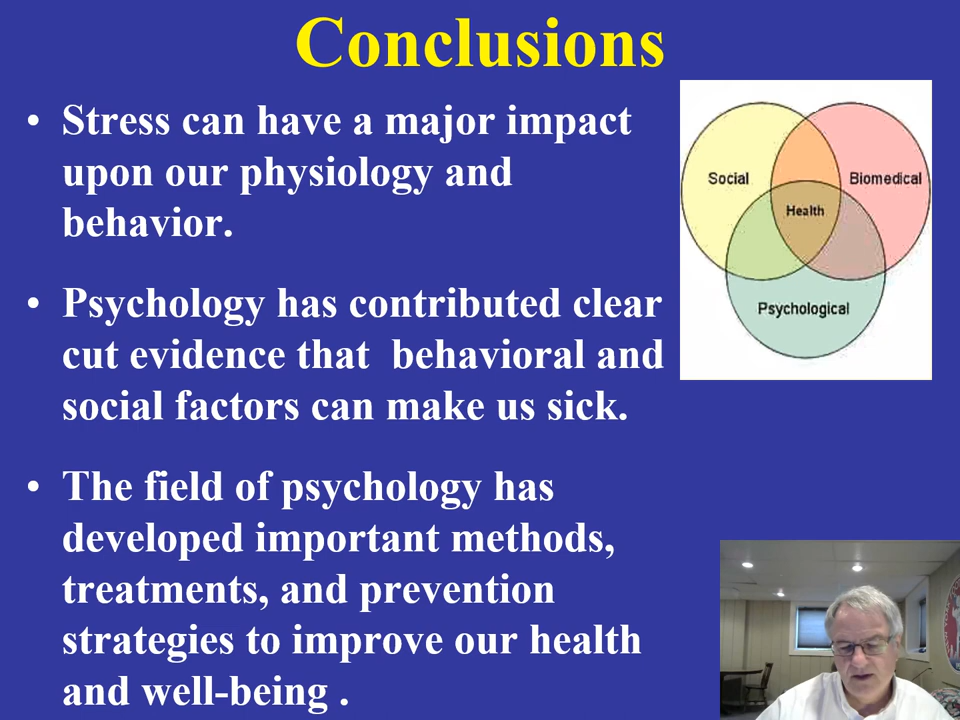 Conclusions
• Stress can have a major impact
upon our physiology and
behavior.
• Psychology has contributed clear
cut evidence that  behavioral and
social factors can make us sick.
• The field of psychology has
developed important methods,
treatments, and prevention
strategies to improve our health
and well-being .
Social
Biomedical
Health
Psychological